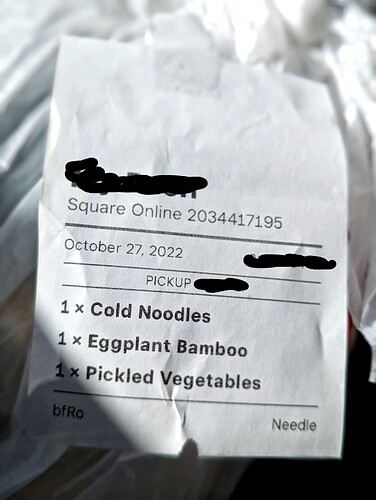 Square Online 2034417195
October 27, 2022
PICKUP
1 × Cold Noodles
1 × Eggplant Bamboo
1 × Pickled Vegetables
bfRo
Needle